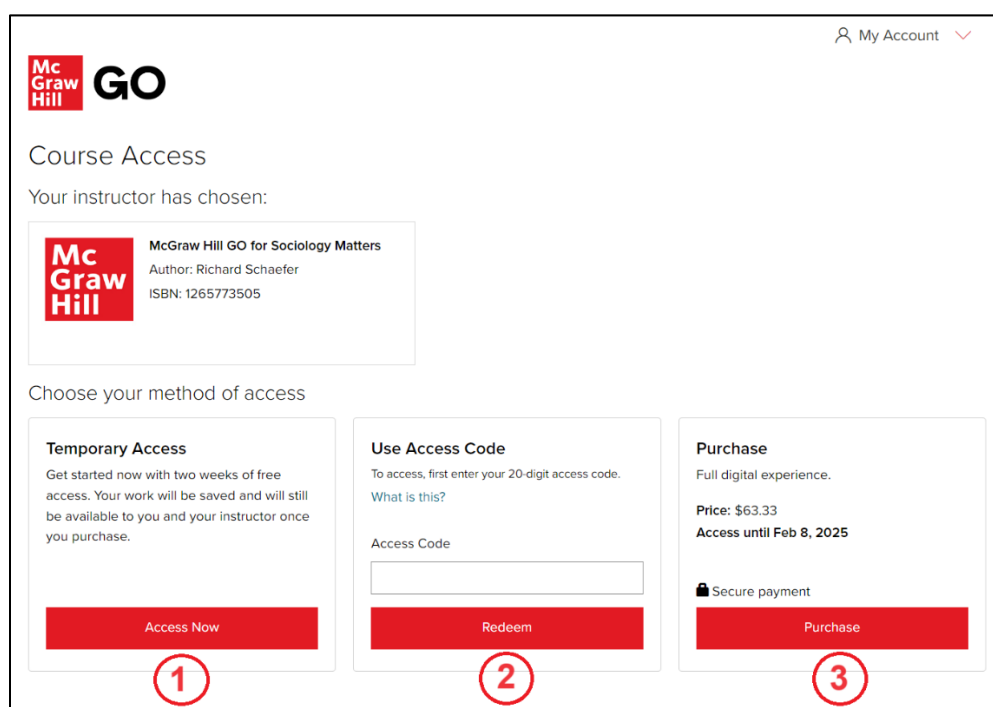 My Account
Mc
Graw
Hill
GO
Course Access
Your instructor has chosen:
Mc
Graw
Hill
McGraw Hill GO for Sociology Matters
Author: Richard Schaefer
ISBN: 1265773505
Choose your method of access
Temporary Access
Get started now with two weeks of free
access. Your work will be saved and will still
be available to you and your instructor once
you purchase.
Access Now
1
Use Access Code
To access, first enter your 20-digit access code.
What is this?
Access Code
Redeem
2
Purchase
Full digital experience.
Price: $63.33
Access until Feb 8, 2025
Secure payment
Purchase
3